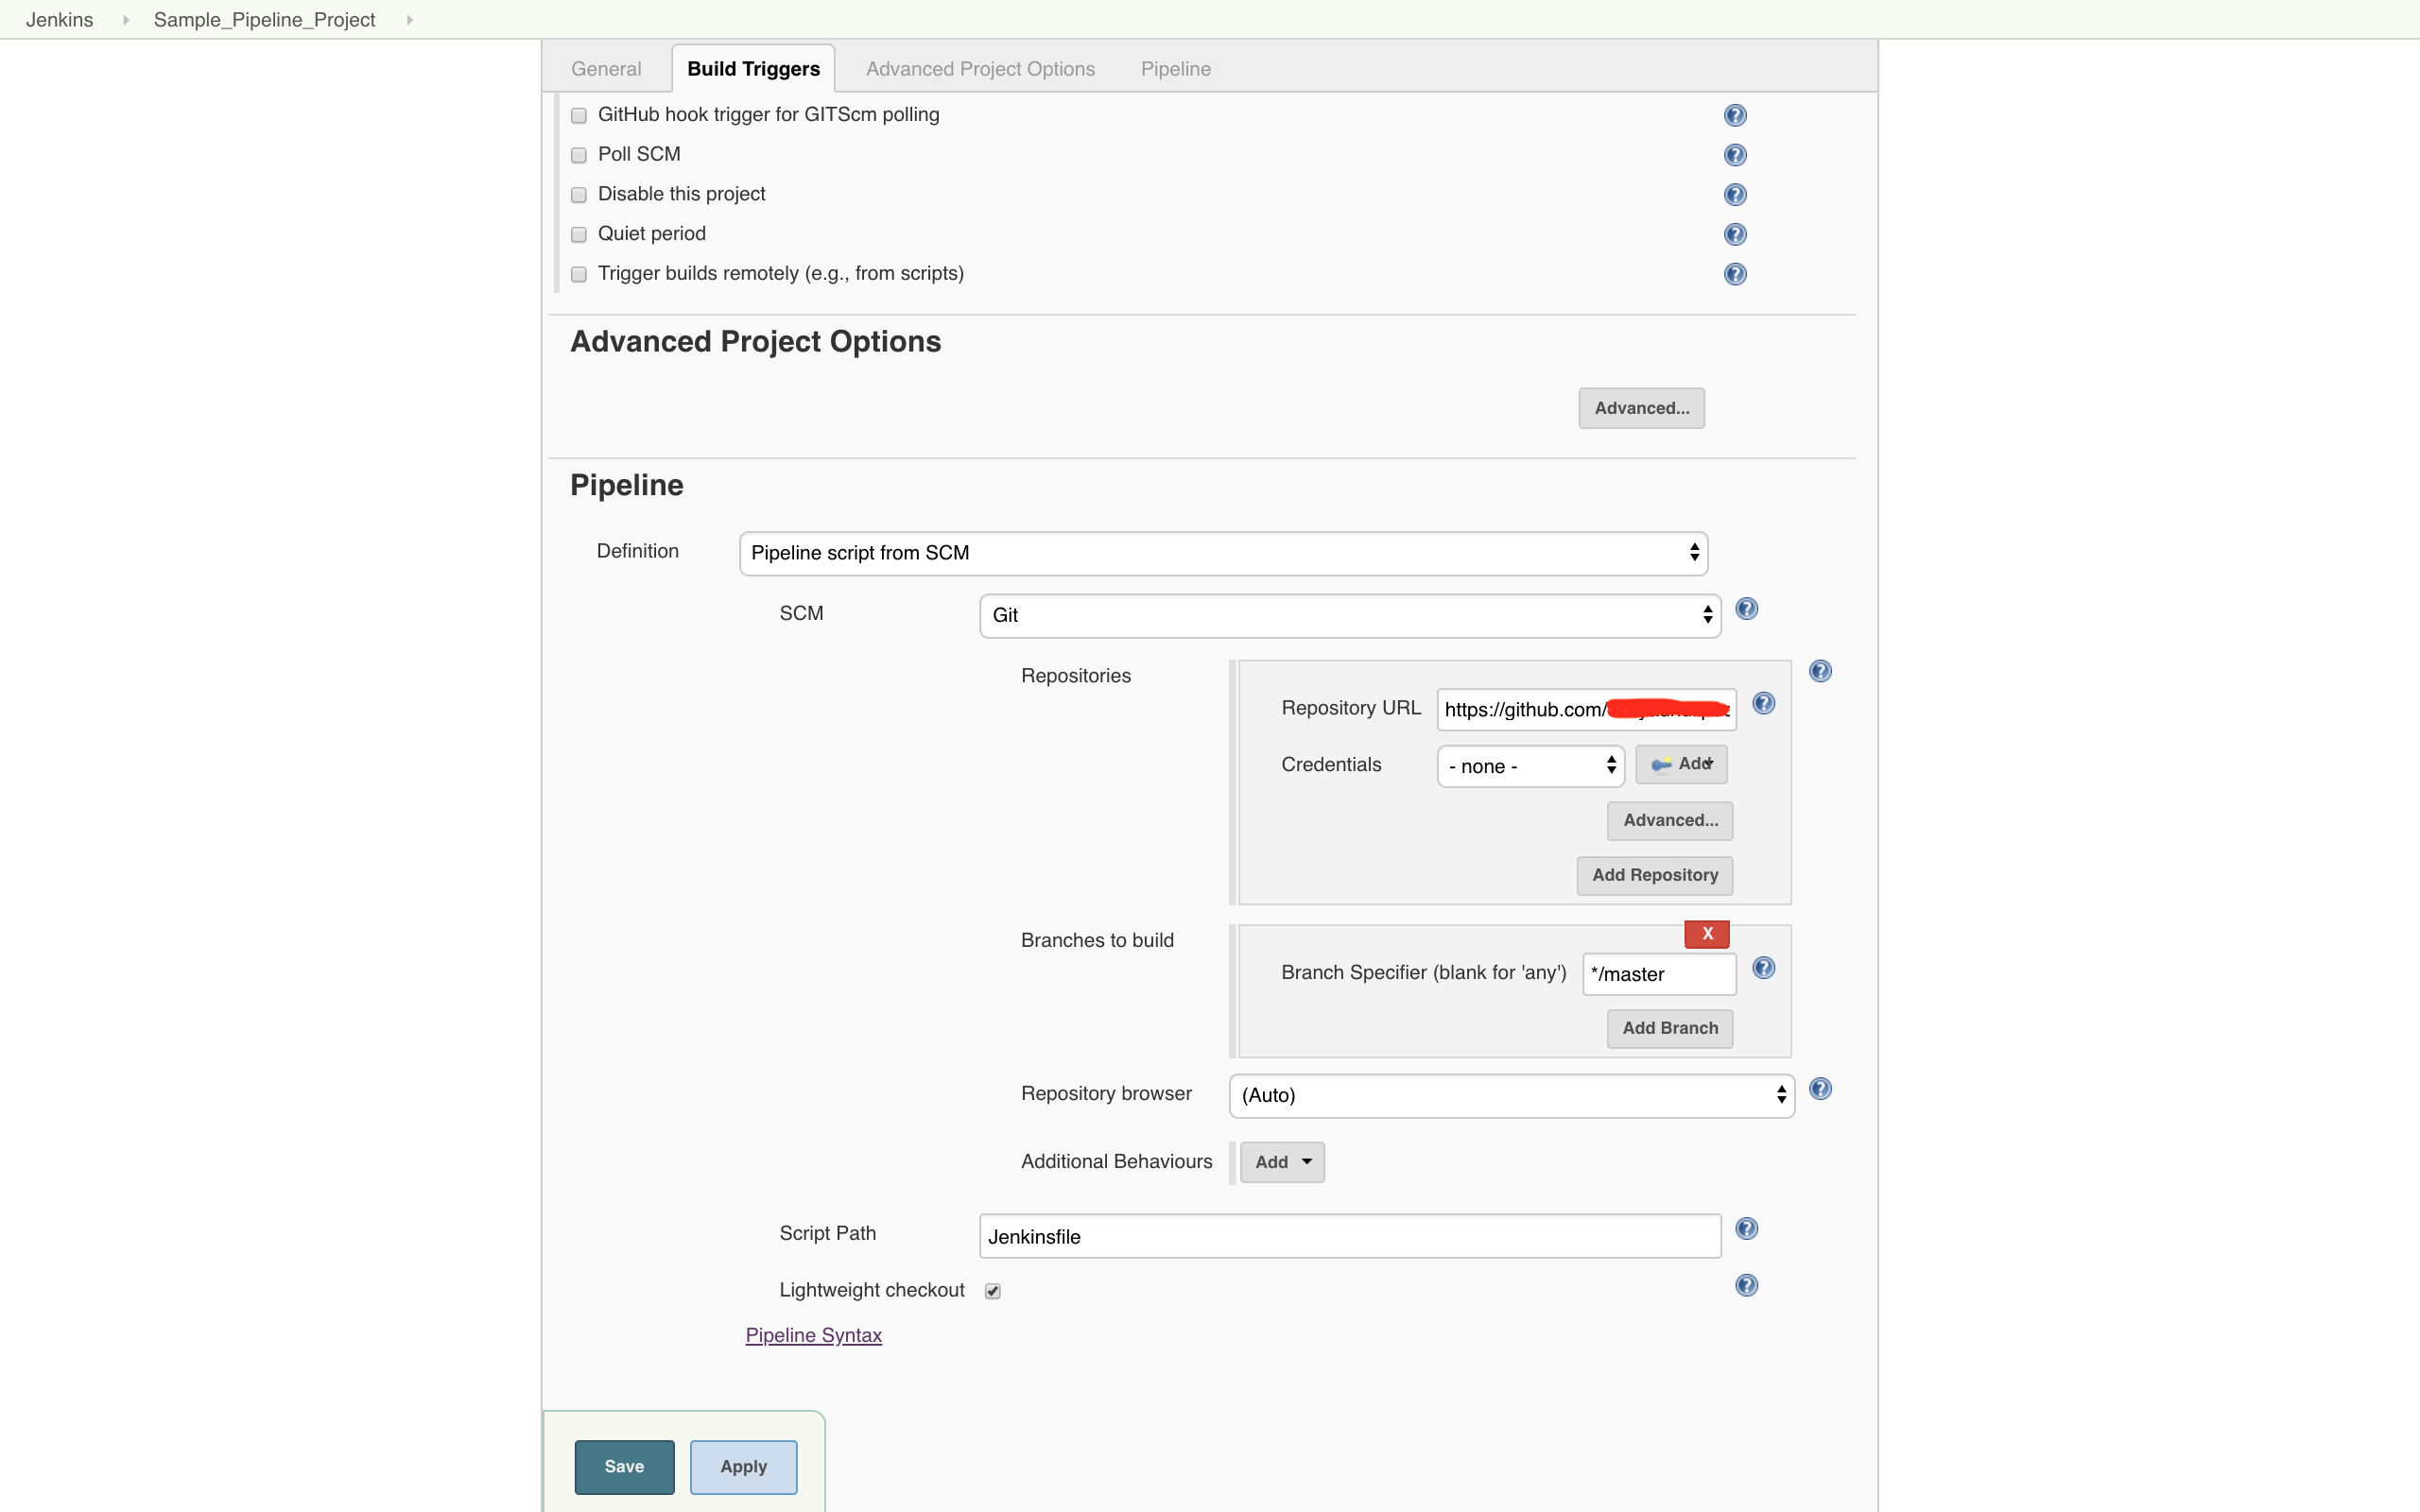 Jenkins Sample_Pipeline_Project
General Build Triggers Advanced Project Options Pipeline
GitHub hook trigger for GITScm polling
Poll SCM
Disable this project
Quiet period
Trigger builds remotely (e.g., from scripts)
Advanced Project Options
Advanced...
Pipeline
Definition Pipeline script from SCM
SCM Git
Repositories
Repository URL https://github.com/
Credentials - none - Add
Advanced...
Add Repository
X
Branches to build
Branch Specifier (blank for 'any') */master
Add Branch
Repository browser (Auto)
Additional Behaviours Add
Script Path Jenkinsfile
Lightweight checkout
Pipeline Syntax
Save Apply